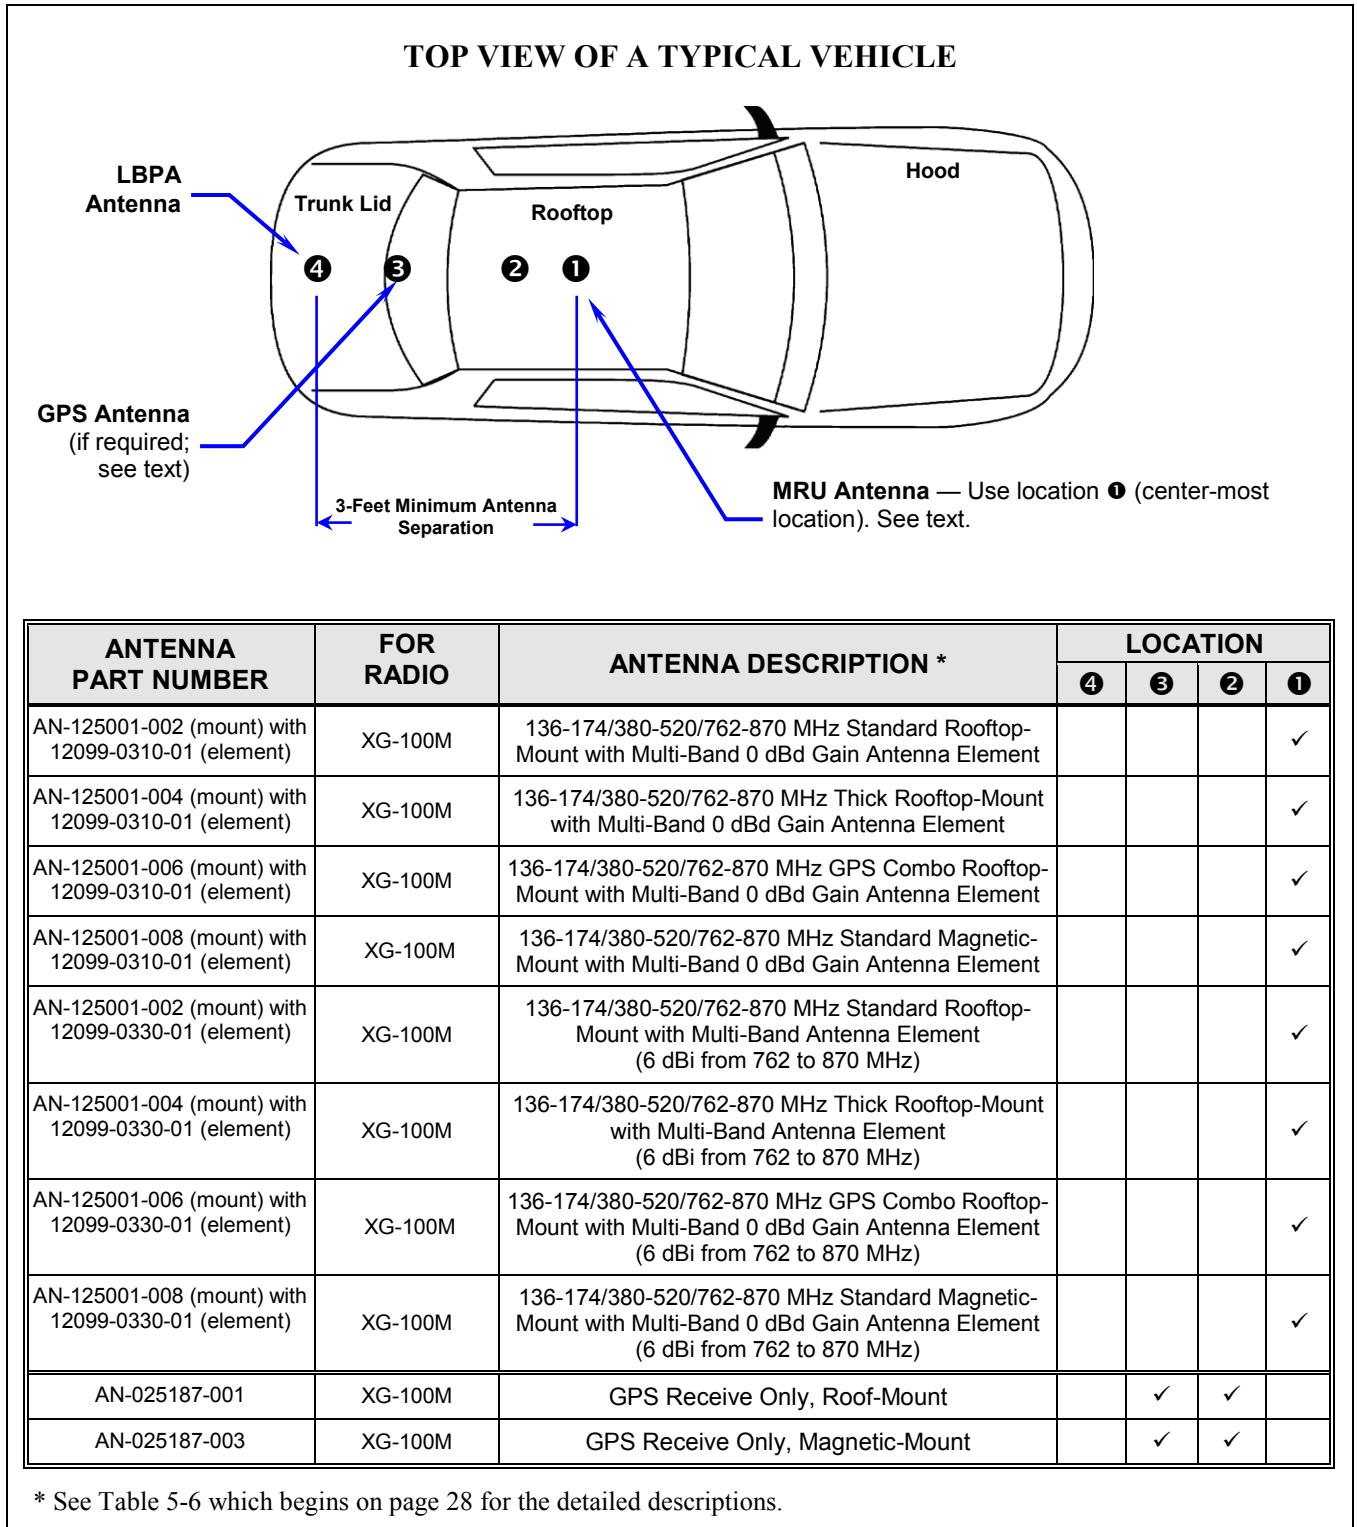 TOP VIEW OF A TYPICAL VEHICLE
LBPA
Antenna
Trunk Lid
Rooftop
Hood
❹
❸
❷
❶
GPS Antenna
(if required;
see text)
3-Feet Minimum Antenna
Separation
MRU Antenna — Use location ❶ (center-most
location). See text.
ANTENNA
PART NUMBER
FOR
RADIO
ANTENNA DESCRIPTION *
LOCATION
❹ ❸ ❷ ❶
AN-125001-002 (mount) with
12099-0310-01 (element)
XG-100M
136-174/380-520/762-870 MHz Standard Rooftop-
Mount with Multi-Band 0 dBd Gain Antenna Element
✓
AN-125001-004 (mount) with
12099-0310-01 (element)
XG-100M
136-174/380-520/762-870 MHz Thick Rooftop-Mount
with Multi-Band 0 dBd Gain Antenna Element
✓
AN-125001-006 (mount) with
12099-0310-01 (element)
XG-100M
136-174/380-520/762-870 MHz GPS Combo Rooftop-
Mount with Multi-Band 0 dBd Gain Antenna Element
✓
AN-125001-008 (mount) with
12099-0310-01 (element)
XG-100M
136-174/380-520/762-870 MHz Standard Magnetic-
Mount with Multi-Band 0 dBd Gain Antenna Element
✓
AN-125001-002 (mount) with
12099-0330-01 (element)
XG-100M
136-174/380-520/762-870 MHz Standard Rooftop-
Mount with Multi-Band Antenna Element
(6 dBi from 762 to 870 MHz)
✓
AN-125001-004 (mount) with
12099-0330-01 (element)
XG-100M
136-174/380-520/762-870 MHz Thick Rooftop-Mount
with Multi-Band Antenna Element
(6 dBi from 762 to 870 MHz)
✓
AN-125001-006 (mount) with
12099-0330-01 (element)
XG-100M
136-174/380-520/762-870 MHz GPS Combo Rooftop-
Mount with Multi-Band 0 dBd Gain Antenna Element
(6 dBi from 762 to 870 MHz)
✓
AN-125001-008 (mount) with
12099-0330-01 (element)
XG-100M
136-174/380-520/762-870 MHz Standard Magnetic-
Mount with Multi-Band 0 dBd Gain Antenna Element
(6 dBi from 762 to 870 MHz)
✓
AN-025187-001 XG-100M GPS Receive Only, Roof-Mount ✓ ✓
AN-025187-003 XG-100M GPS Receive Only, Magnetic-Mount ✓ ✓
* See Table 5-6 which begins on page 28 for the detailed descriptions.